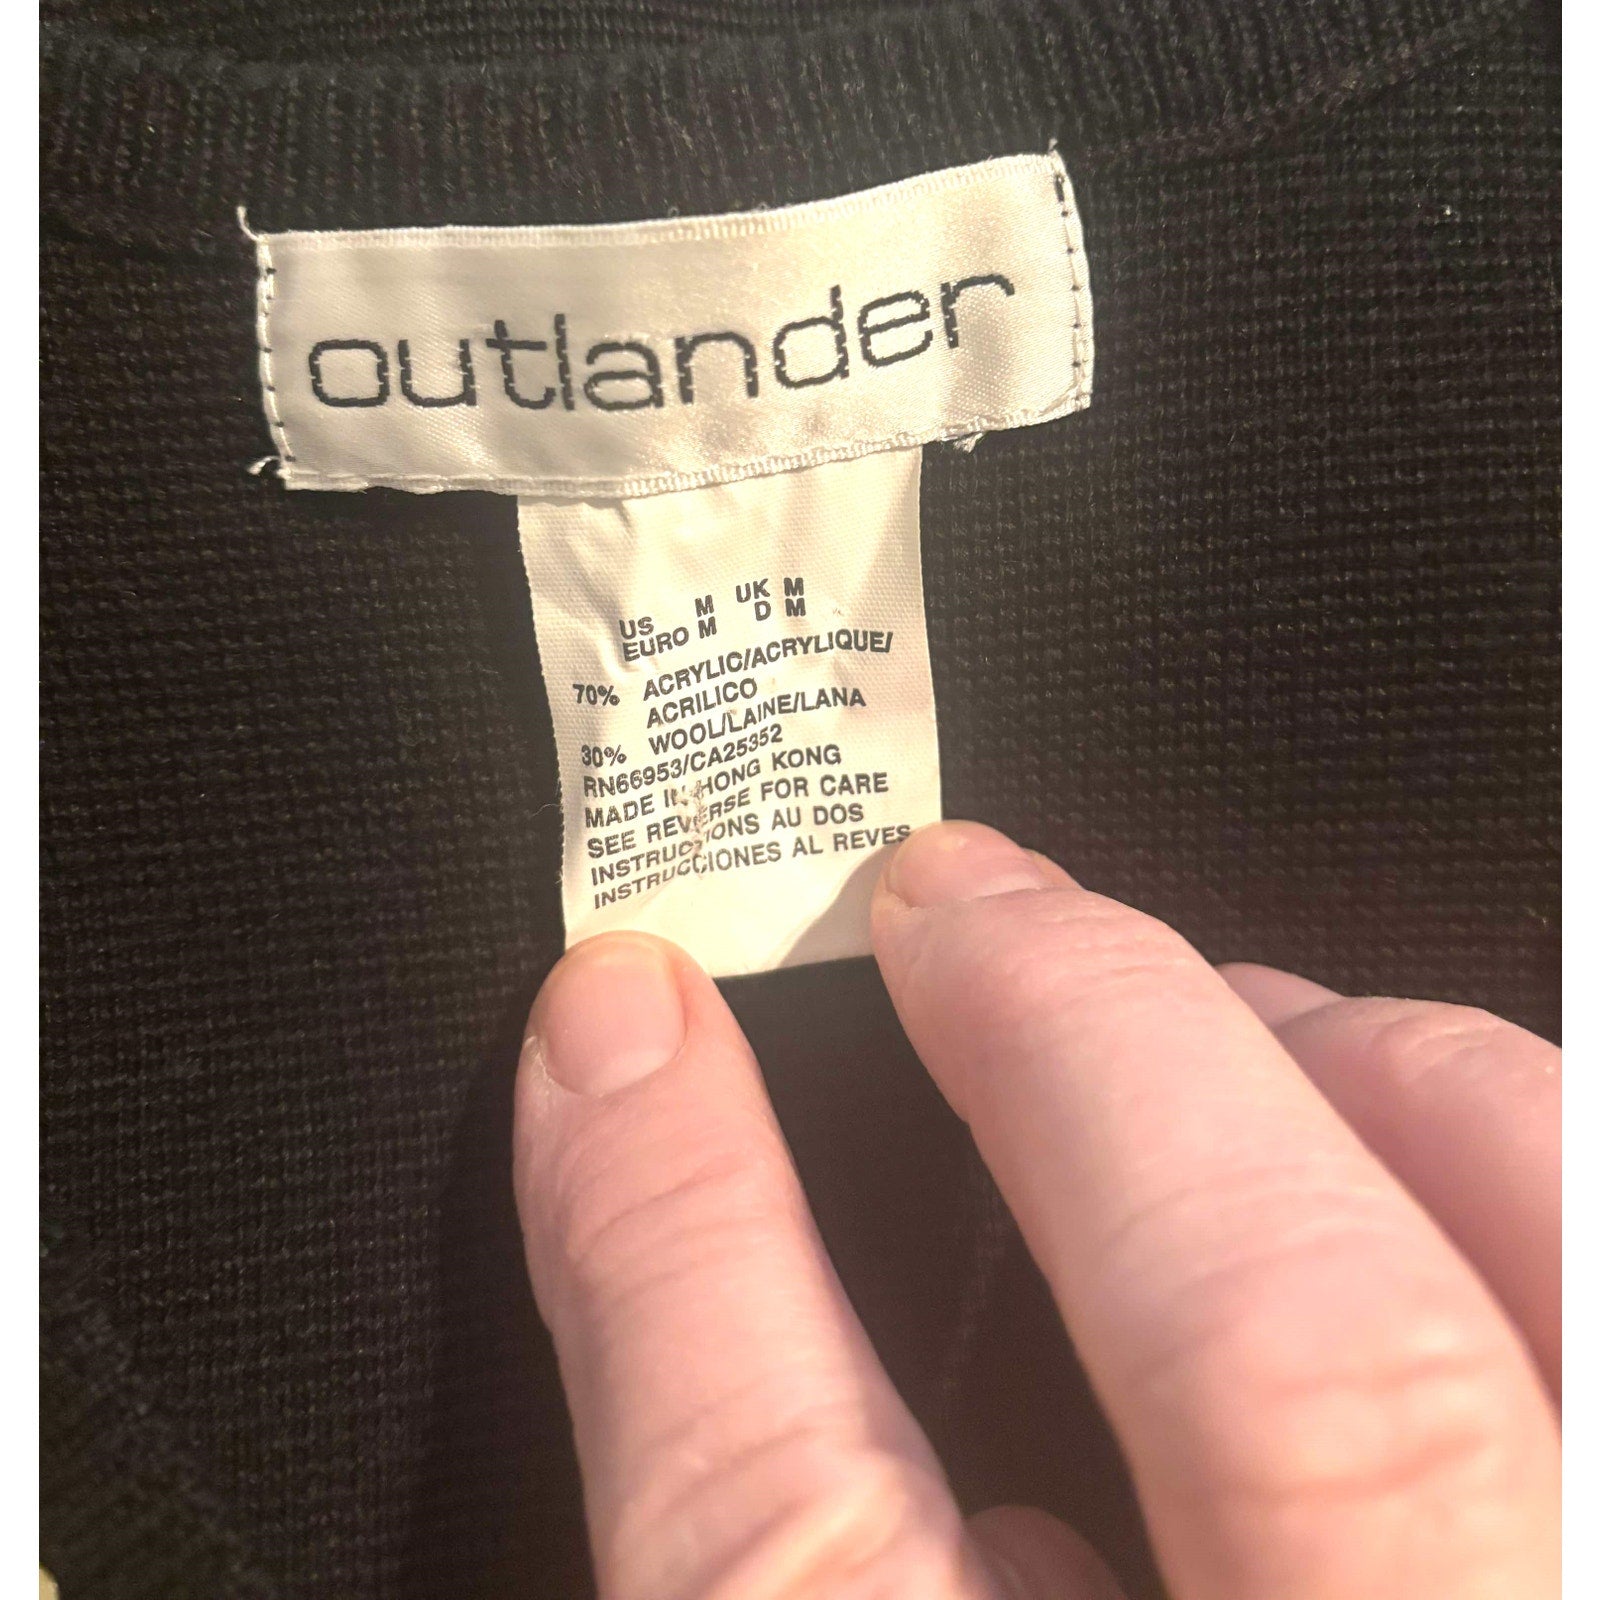 outlander
US M UK M
EURO M D M
70% ACRYLIC/ACRYLIQUE/
ACRILICO
30% WOOL/LAINE/LANA
RN66953/CA25352
MADE IN HONG KONG
SEE REVERSE FOR CARE
INSTRUCTIONS AU DOS
INSTRUCCIONES AL REVES